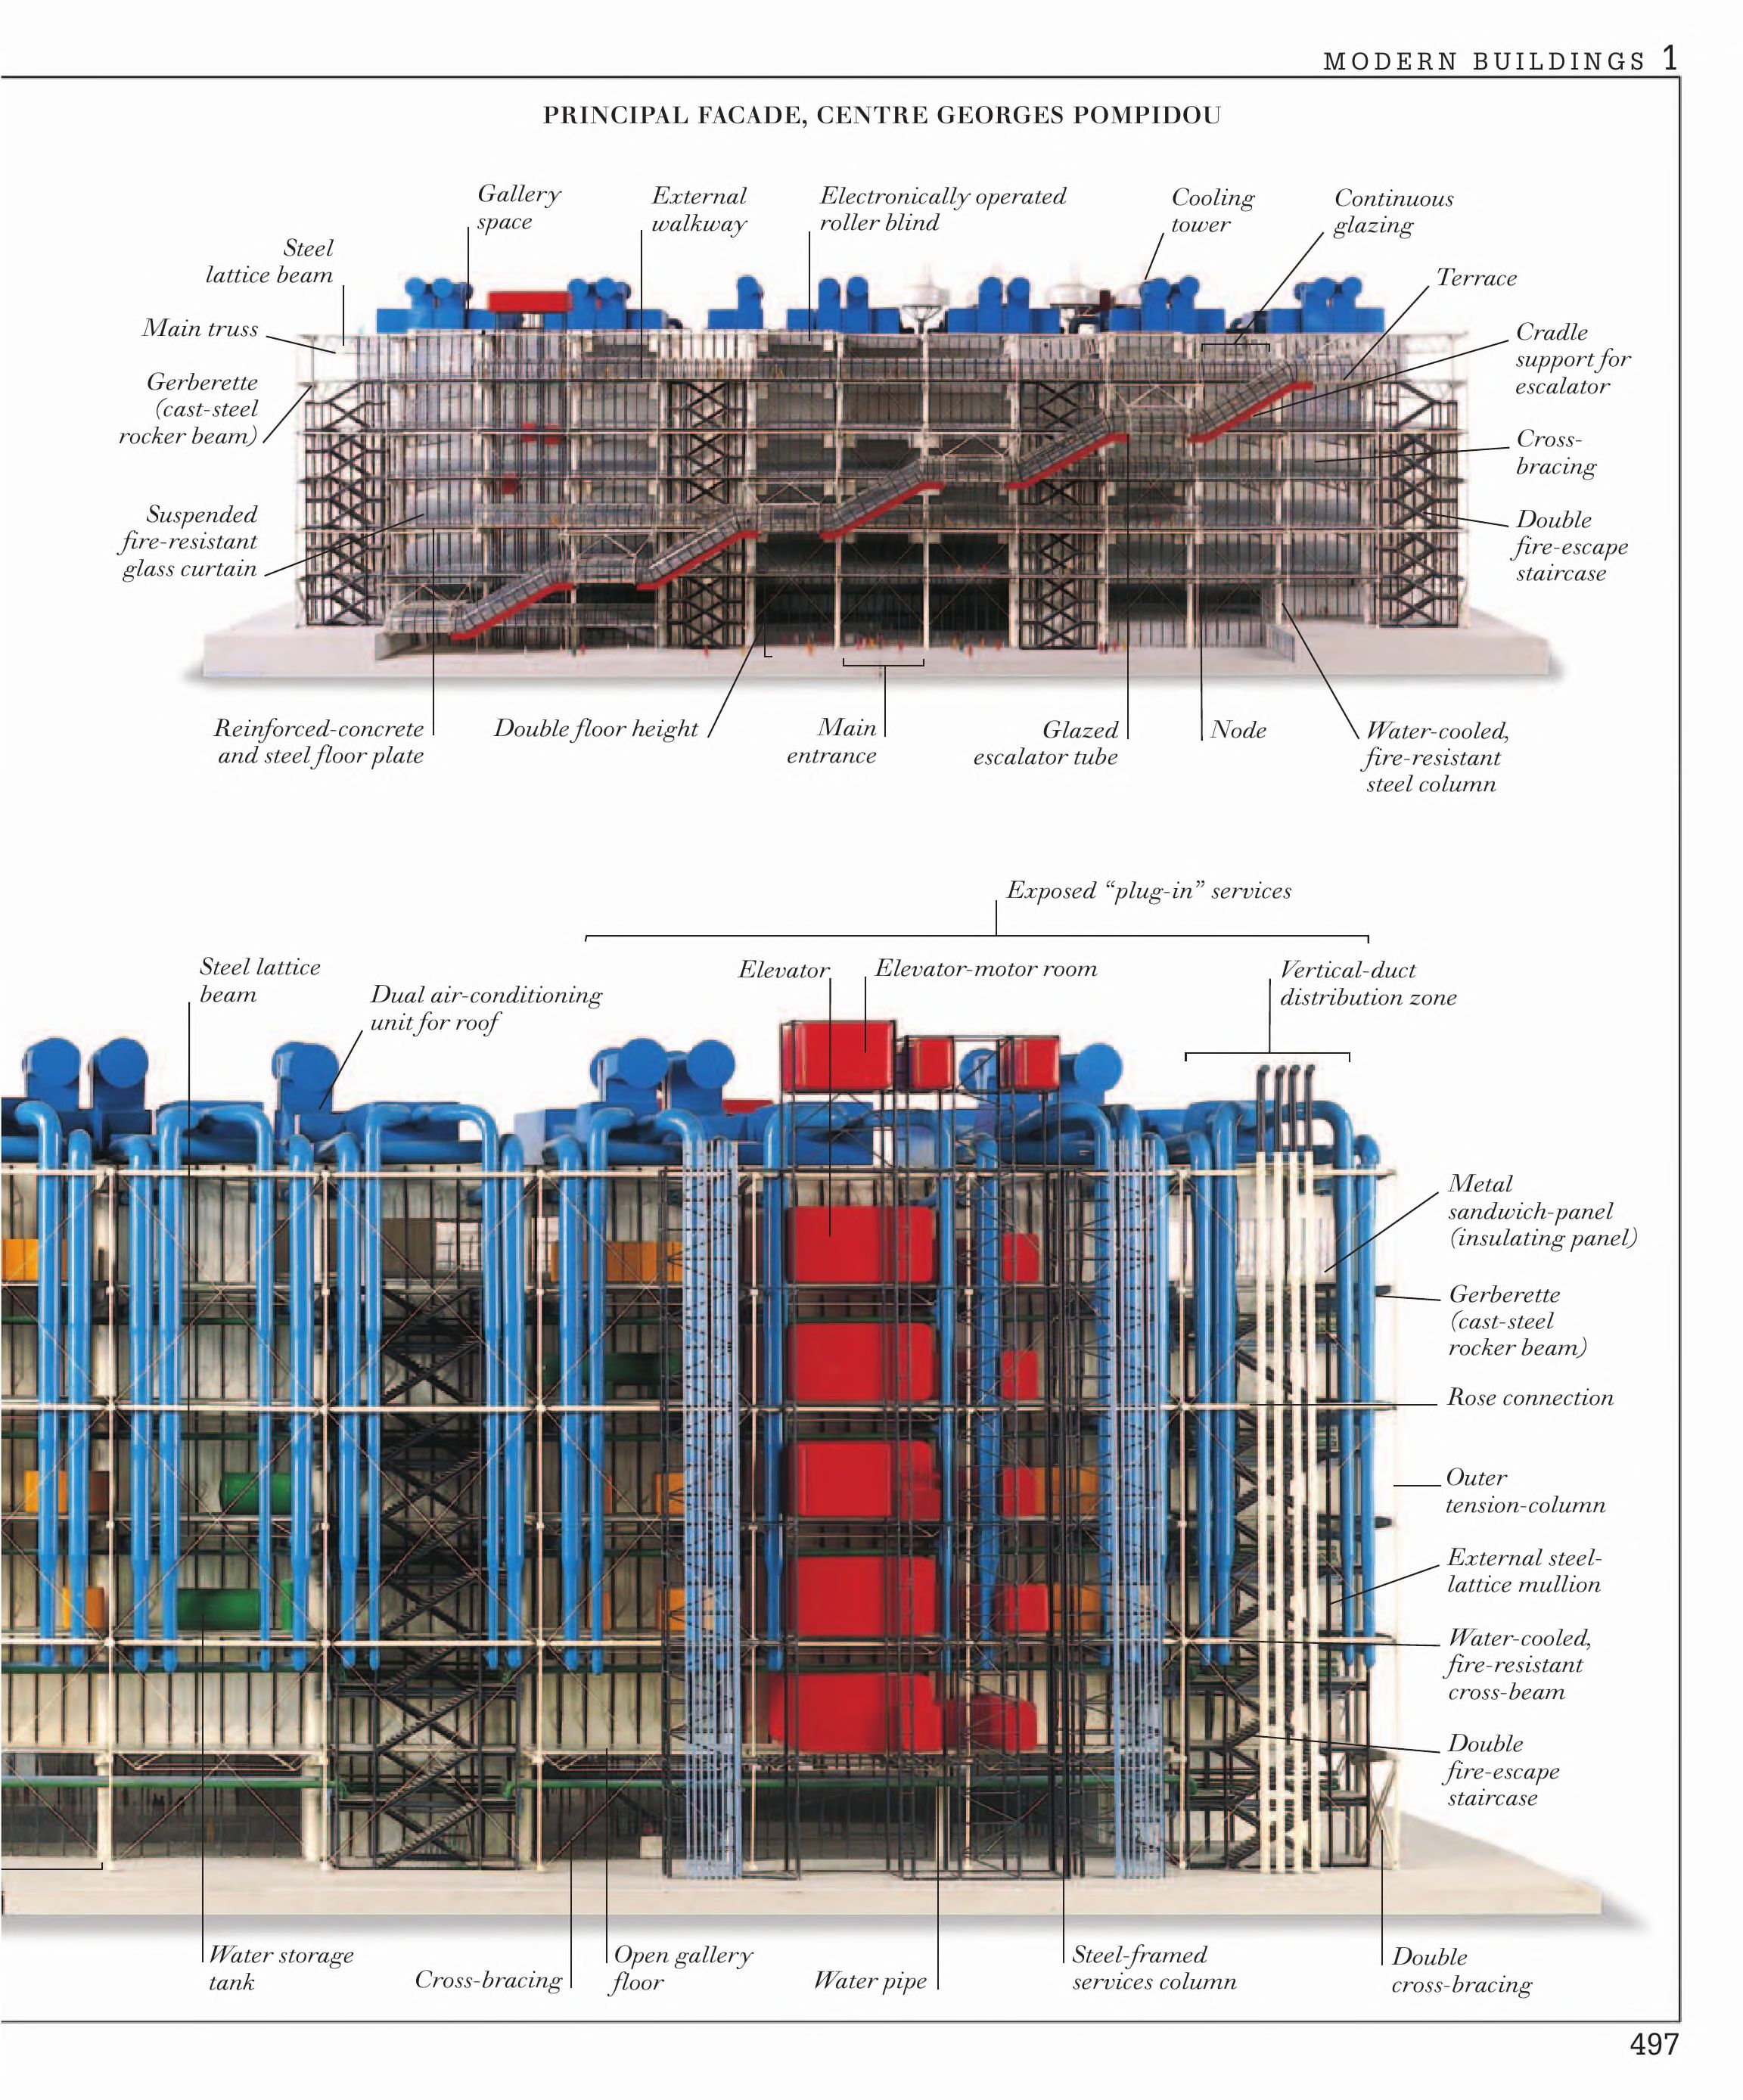 MODERN BUILDINGS 1
PRINCIPAL FACADE, CENTRE GEORGES POMPIDOU
Gallery
space
External
walkway
Electronically operated
roller blind
Cooling
tower
Continuous
glazing
Steel
lattice beam
Terrace
Main truss
Cradle
support for
escalator
Gerberette
(cast-steel
rocker beam)
Cross-
bracing
Suspended
fire-resistant
glass curtain
Double
fire-escape
staircase
Reinforced-concrete
and steel floor plate
Double floor height
Main
entrance
Glazed
escalator tube
Node
Water-cooled,
fire-resistant
steel column
Exposed “plug-in” services
Steel lattice
beam
Dual air-conditioning
unit for roof
Elevator
Elevator-motor room
Vertical-duct
distribution zone
Metal
sandwich-panel
(insulating panel)
Gerberette
(cast-steel
rocker beam)
Rose connection
Outer
tension-column
External steel-
lattice mullion
Water-cooled,
fire-resistant
cross-beam
Double
fire-escape
staircase
Water storage
tank
Cross-bracing
Open gallery
floor
Water pipe
Steel-framed
services column
Double
cross-bracing
497